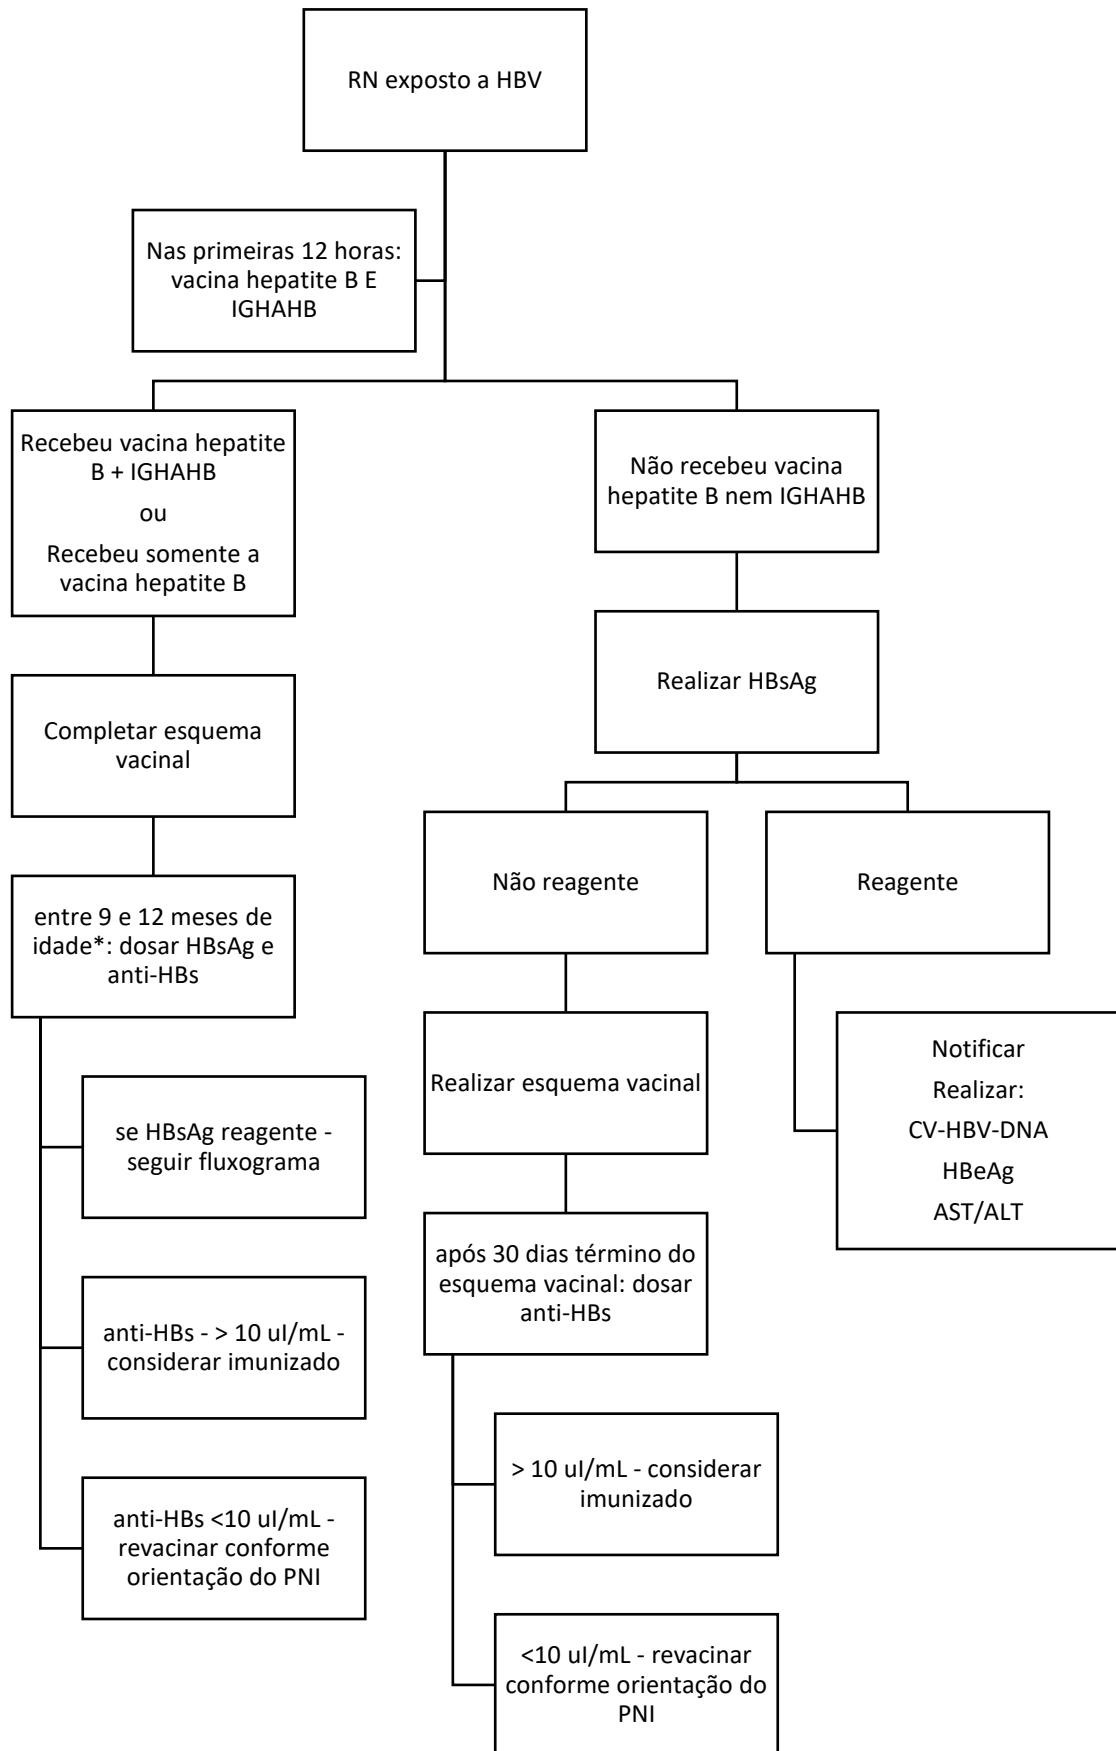 RN exposto a HBV
Nas primeiras 12 horas:
vacina hepatite B E
IGHAHB
Recebeu vacina hepatite
B + IGHAHB
ou
Recebeu somente a
vacina hepatite B
Completar esquema
vacinal
entre 9 e 12 meses de
idade*: dosar HBsAg e
anti-HBs
se HBsAg reagente -
seguir fluxograma
anti-HBs - > 10 uI/mL -
considerar imunizado
anti-HBs <10 uI/mL -
revacinar conforme
orientação do PNI
Não recebeu vacina
hepatite B nem IGHAHB
Realizar HBsAg
Não reagente
Realizar esquema vacinal
após 30 dias término do
esquema vacinal: dosar
anti-HBs
> 10 uI/mL - considerar
imunizado
<10 uI/mL - revacinar
conforme orientação do
PNI
Reagente
Notificar
Realizar:
CV-HBV-DNA
HBeAg
AST/ALT